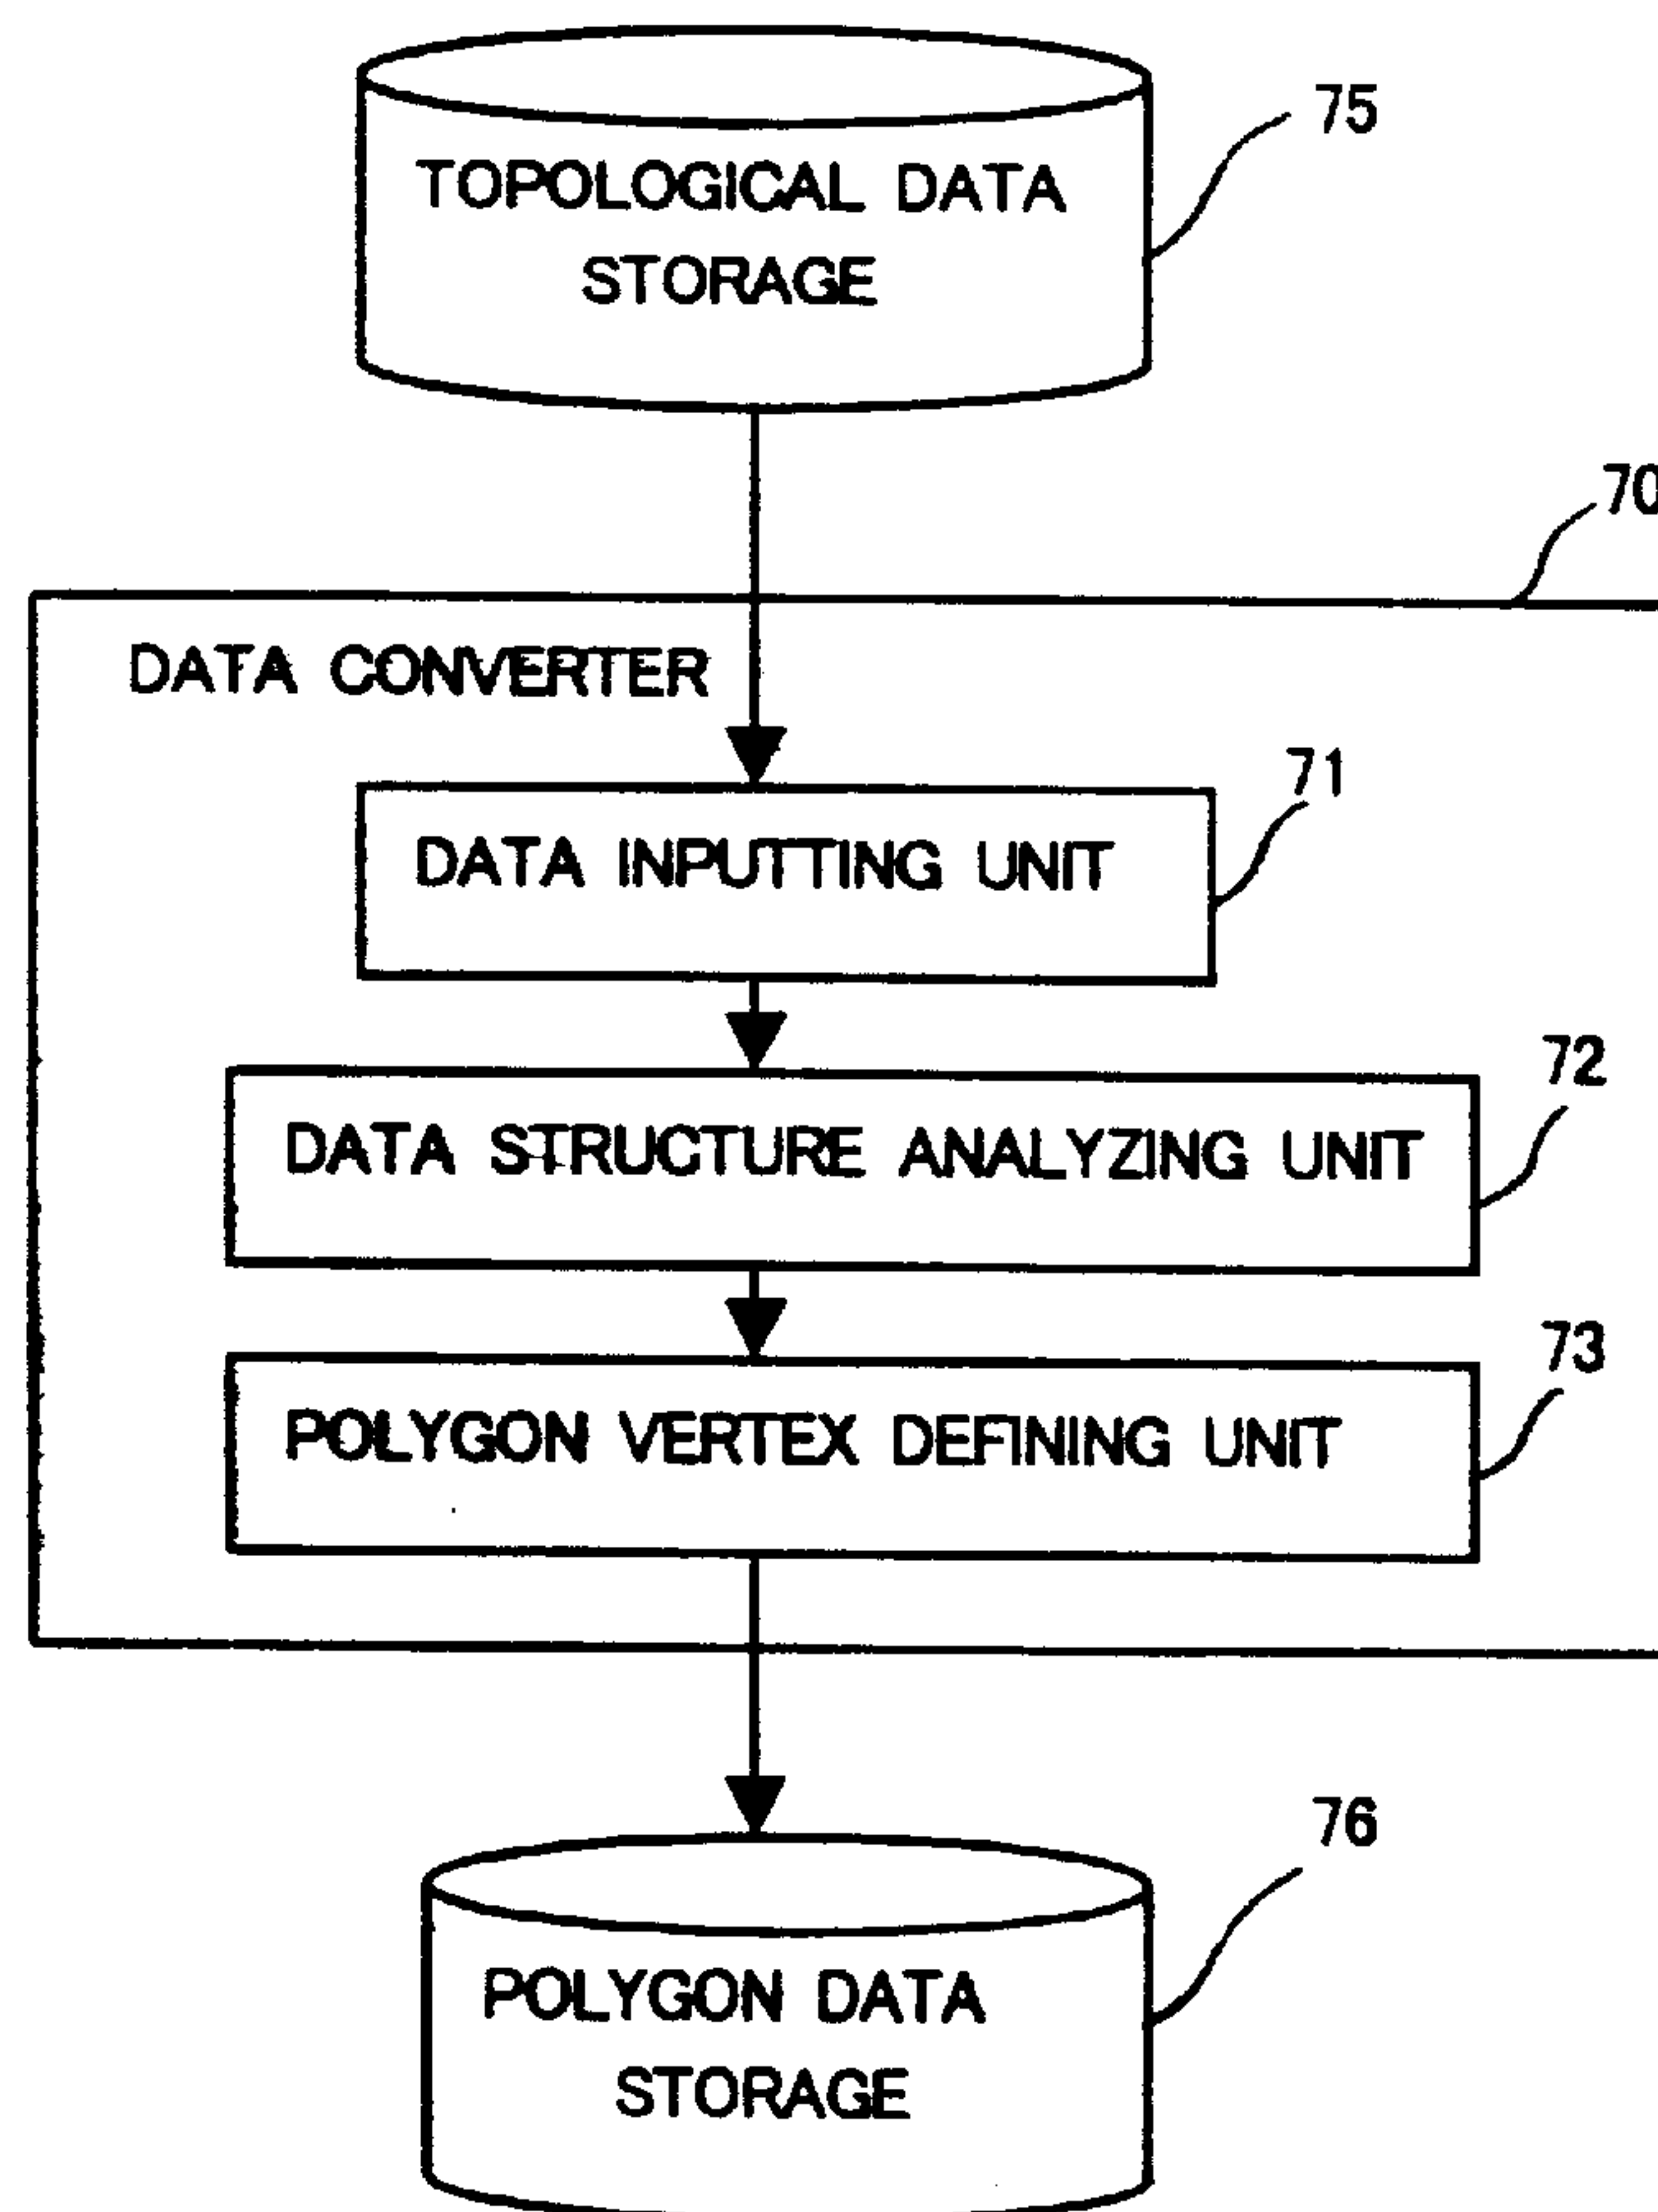 75
TOPOLOGICAL DATA
STORAGE
70
DATA CONVERTER
71
DATA INPUTTING UNIT
72
DATA STRUCTURE ANALYZING UNIT
73
POLYGON VERTEX DEFINING UNIT
76
POLYGON DATA
STORAGE